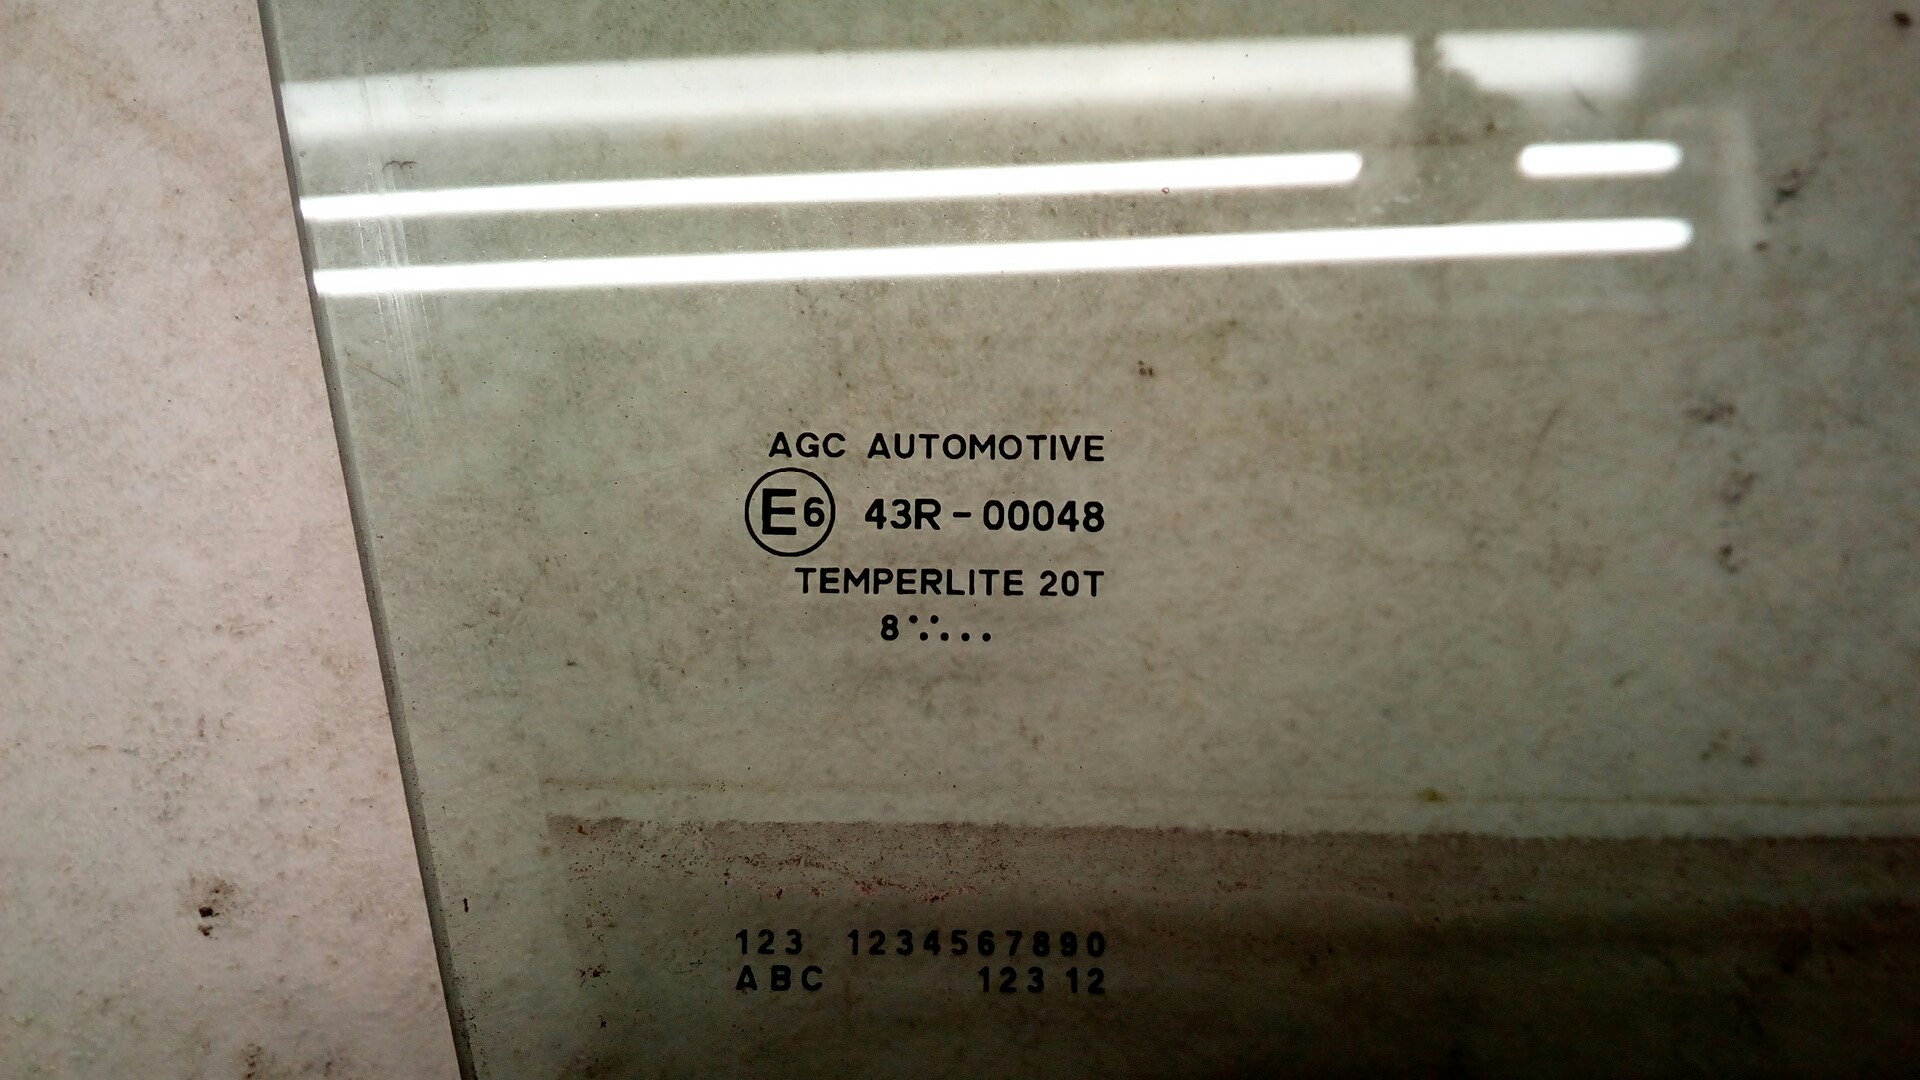 AGC AUTOMOTIVE
E6 43R-00048
TEMPERLITE 20T
8
123 1234567890
ABC 123 12